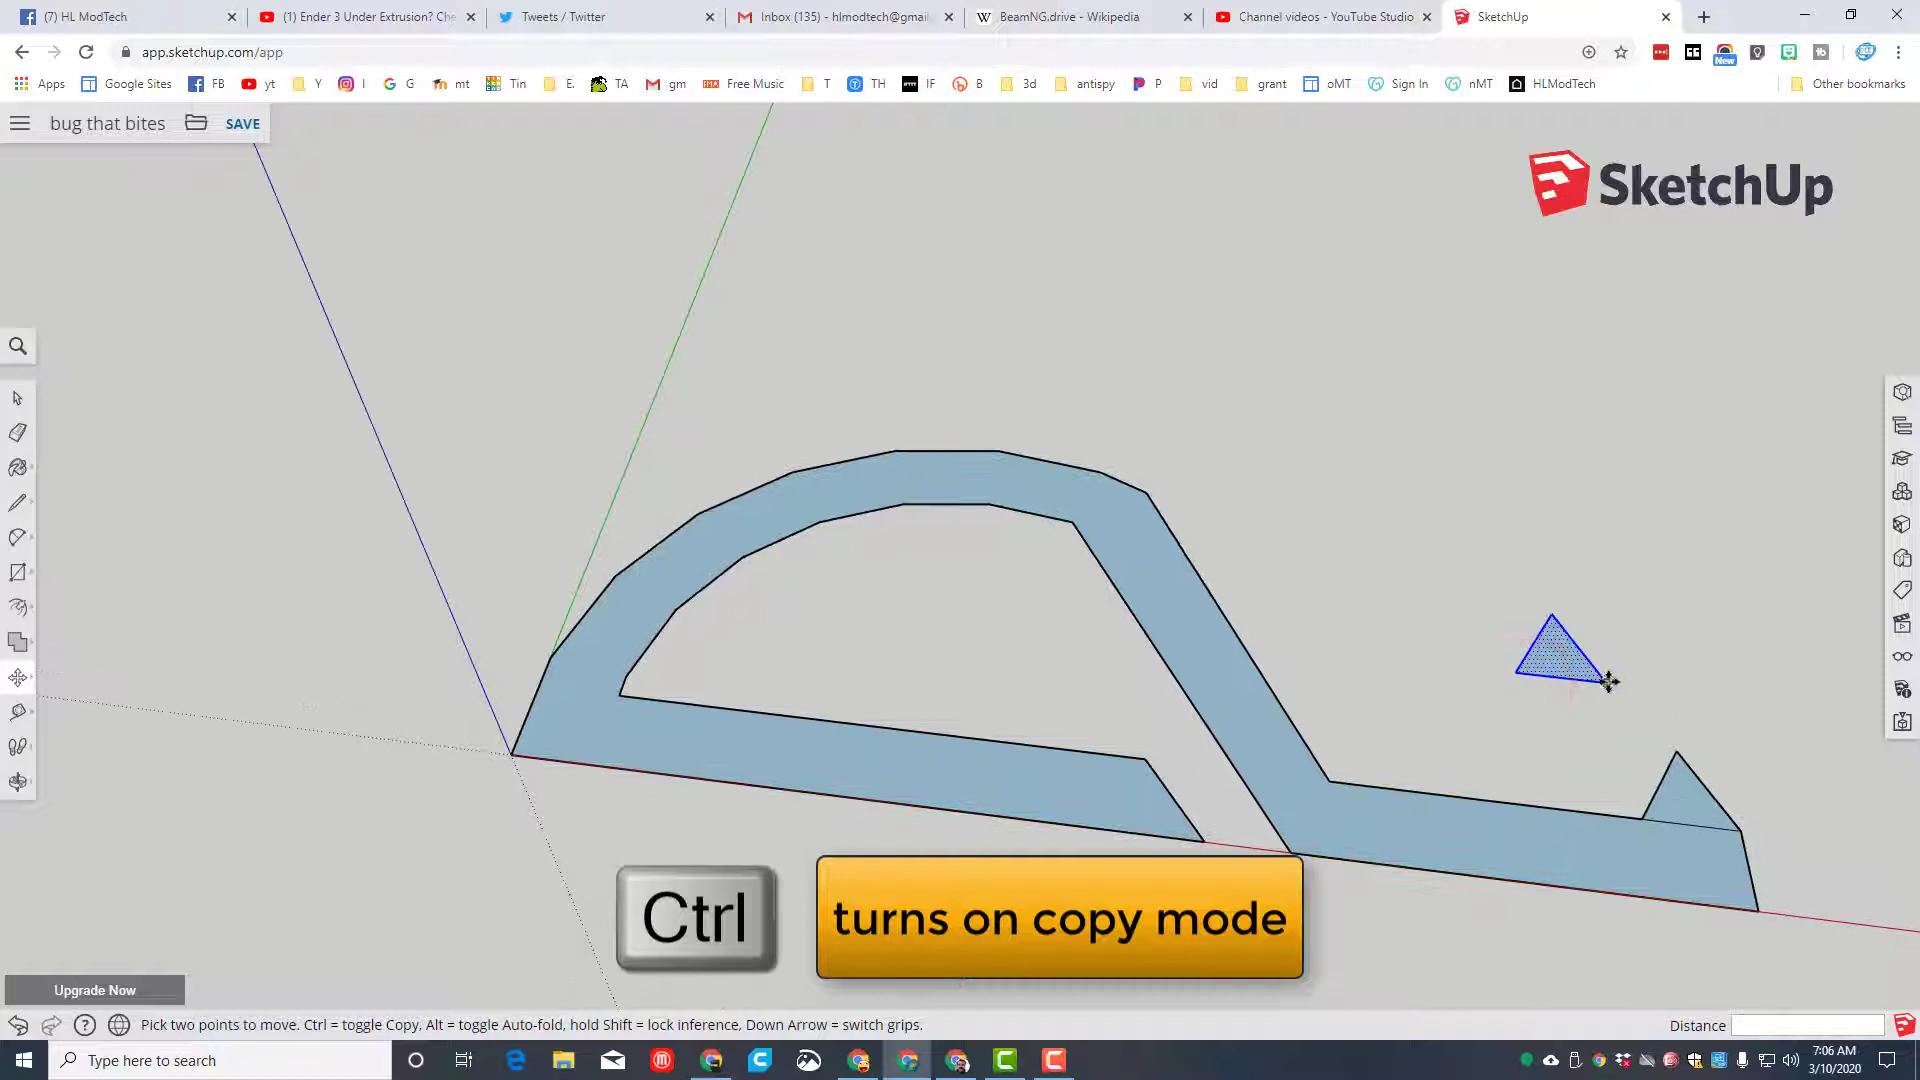 (7) HL ModTech
(1) Ender 3 Under Extrusion? Che
Tweets / Twitter
Inbox (135) - hlmodtech@gmail
BeamNG.drive - Wikipedia
Channel videos - YouTube Studio
SketchUp
app.sketchup.com/app
New
Apps
Google Sites
FB
yt
Y
I
G
mt
Tin
E.
TA
gm
Free Music
T
TH
IF
B
3d
antispy
P
vid
grant
oMT
Sign In
nMT
HLModTech
Other bookmarks
bug that bites
SAVE
SketchUp
Ctrl
turns on copy mode
Upgrade Now
Pick two points to move. Ctrl = toggle Copy, Alt = toggle Auto-fold, hold Shift = lock inference, Down Arrow = switch grips.
Distance
Type here to search
7:06 AM
3/10/2020